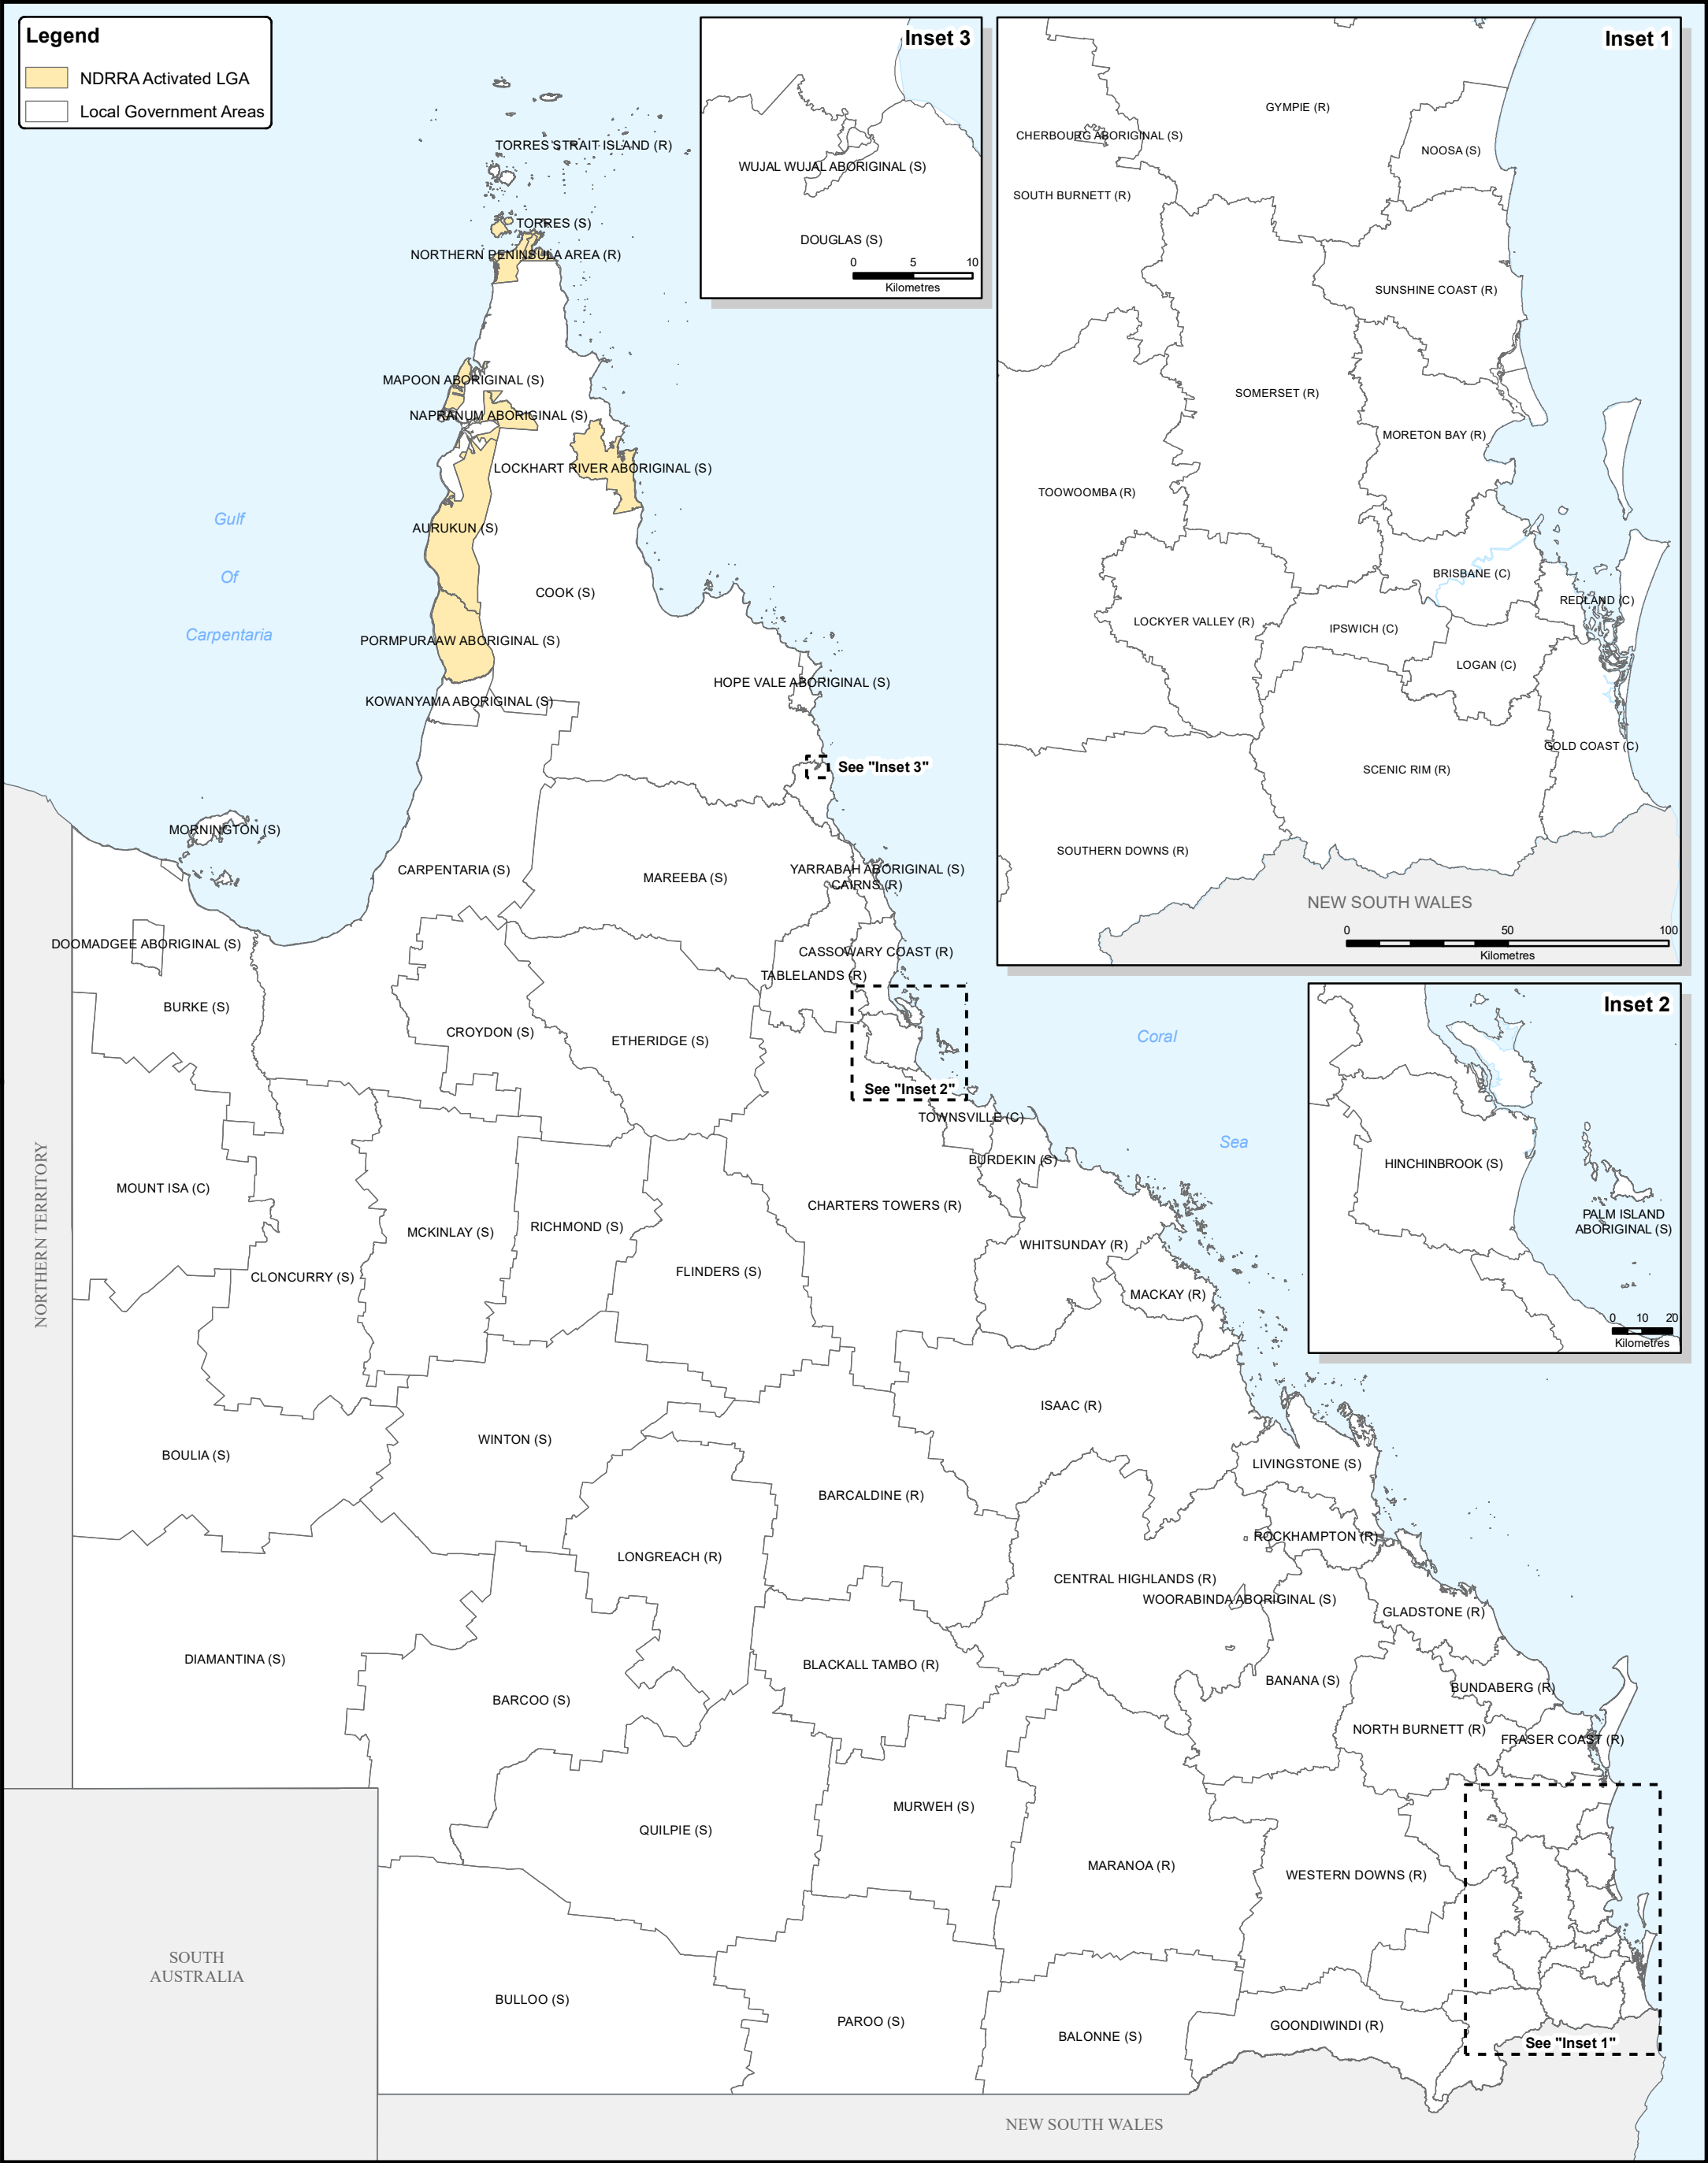 Legend
NDRRA Activated LGA
Local Government Areas
Inset 3
WUJAL WUJAL ABORIGINAL (S)
DOUGLAS (S)
0 5 10
Kilometres
Inset 1
GYMPIE (R)
CHERBOURG ABORIGINAL (S)
NOOSA (S)
SOUTH BURNETT (R)
SUNSHINE COAST (R)
SOMERSET (R)
MORETON BAY (R)
TOOWOOMBA (R)
BRISBANE (C)
REDLAND (C)
LOCKYER VALLEY (R)
IPSWICH (C)
LOGAN (C)
GOLD COAST (C)
SCENIC RIM (R)
SOUTHERN DOWNS (R)
NEW SOUTH WALES
0 50 100
Kilometres
Inset 2
HINCHINBROOK (S)
PALM ISLAND
ABORIGINAL (S)
0 10 20
Kilometres
TORRES STRAIT ISLAND (R)
TORRES (S)
NORTHERN PENINSULA AREA (R)
MAPOON ABORIGINAL (S)
NAPRANUM ABORIGINAL (S)
LOCKHART RIVER ABORIGINAL (S)
Gulf
Of
Carpentaria
AURUKUN (S)
COOK (S)
PORMPURAAW ABORIGINAL (S)
HOPE VALE ABORIGINAL (S)
KOWANYAMA ABORIGINAL (S)
See "Inset 3"
MORNINGTON (S)
CARPENTARIA (S)
MAREEBA (S)
YARRABAH ABORIGINAL (S)
CAIRNS (R)
DOOMADGEE ABORIGINAL (S)
CASSOWARY COAST (R)
TABLELANDS (R)
BURKE (S)
CROYDON (S)
ETHERIDGE (S)
Coral
Sea
See "Inset 2"
TOWNSVILLE (C)
BURDEKIN (S)
NORTHERN TERRITORY
MOUNT ISA (C)
CHARTERS TOWERS (R)
MCKINLAY (S)
RICHMOND (S)
WHITSUNDAY (R)
FLINDERS (S)
CLONCURRY (S)
MACKAY (R)
ISAAC (R)
WINTON (S)
BOULIA (S)
LIVINGSTONE (S)
BARCALDINE (R)
ROCKHAMPTON (R)
LONGREACH (R)
CENTRAL HIGHLANDS (R)
WOORABINDA ABORIGINAL (S)
GLADSTONE (R)
DIAMANTINA (S)
BLACKALL TAMBO (R)
BANANA (S)
BUNDABERG (R)
BARCOO (S)
NORTH BURNETT (R)
FRASER COAST (R)
MURWEH (S)
QUILPIE (S)
MARANOA (R)
WESTERN DOWNS (R)
SOUTH
AUSTRALIA
BULLOO (S)
PAROO (S)
BALONNE (S)
GOONDIWINDI (R)
See "Inset 1"
NEW SOUTH WALES